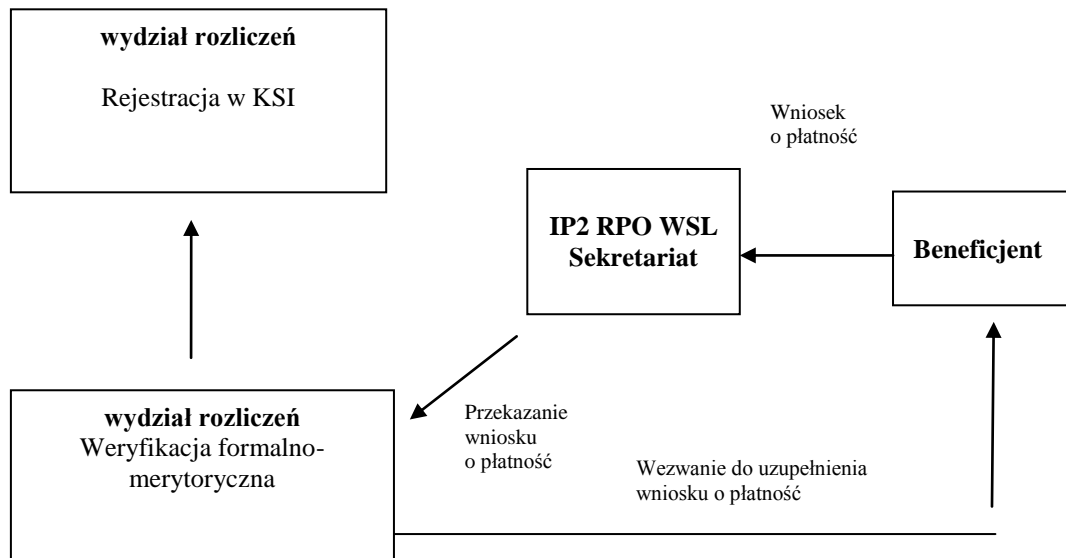 wydział rozliczeń
Rejestracja w KSI
Wniosek
o płatność
IP2 RPO WSL
Sekretariat
Beneficjent
wydział rozliczeń
Weryfikacja formalno-
merytoryczna
Przekazanie
wniosku
o płatność
Wezwanie do uzupełnienia
wniosku o płatność